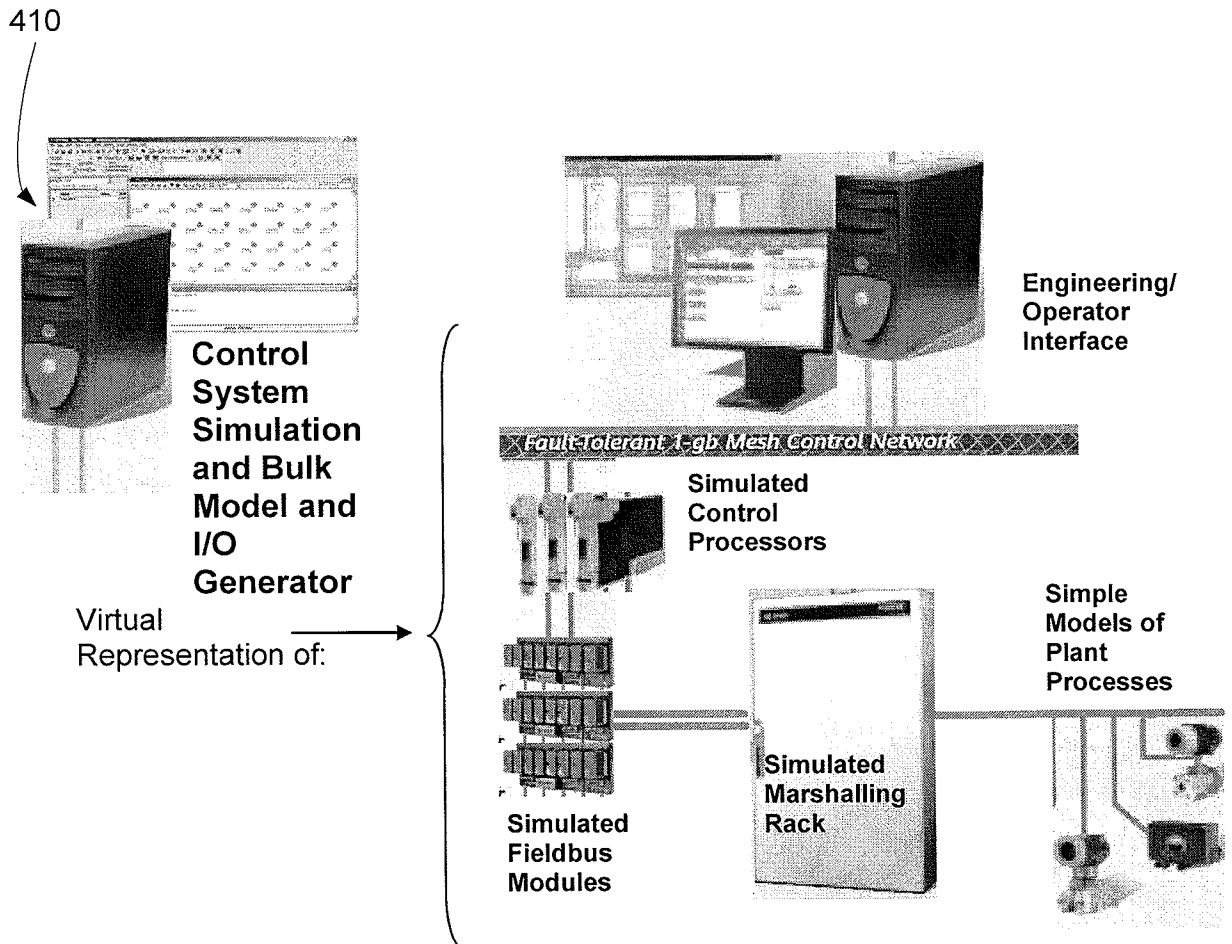 410
Control
System
Simulation
and Bulk
Model and
I/O
Generator
Virtual
Representation of:
Engineering/
Operator
Interface
Fault-Tolerant 1-gb Mesh Control Network
Simulated
Control
Processors
Simulated
Fieldbus
Modules
Simulated
Marshalling
Rack
Simple
Models of
Plant
Processes